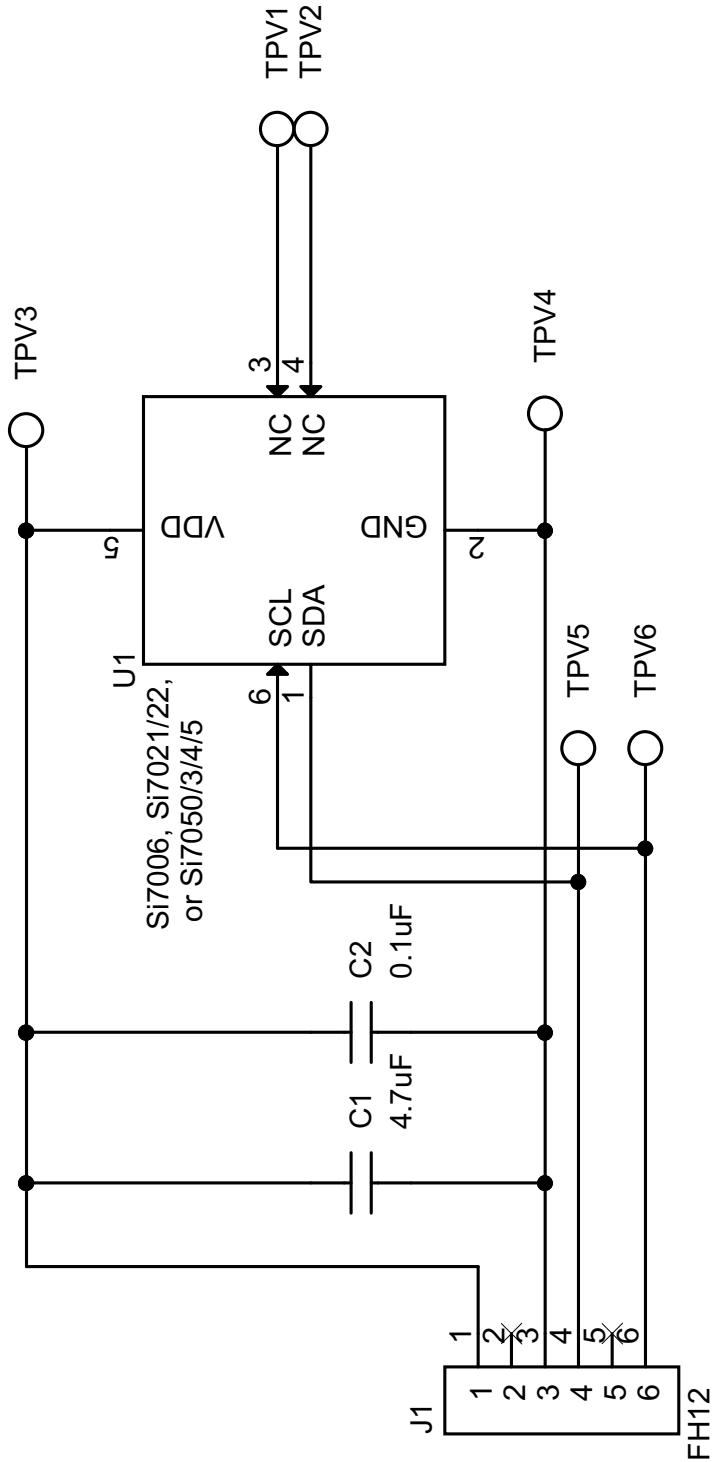 TPV1
TPV2
TPV3
TPV4
TPV5
TPV6
U1
Si7006, Si7021/22,
or Si7050/3/4/5
5
VDD
3
4
NC
NC
GND
2
SCL
SDA
6
1
C2
0.1uF
C1
4.7uF
J1
1
2
3
4
5
6
1
2
3
4
5
6
FH12